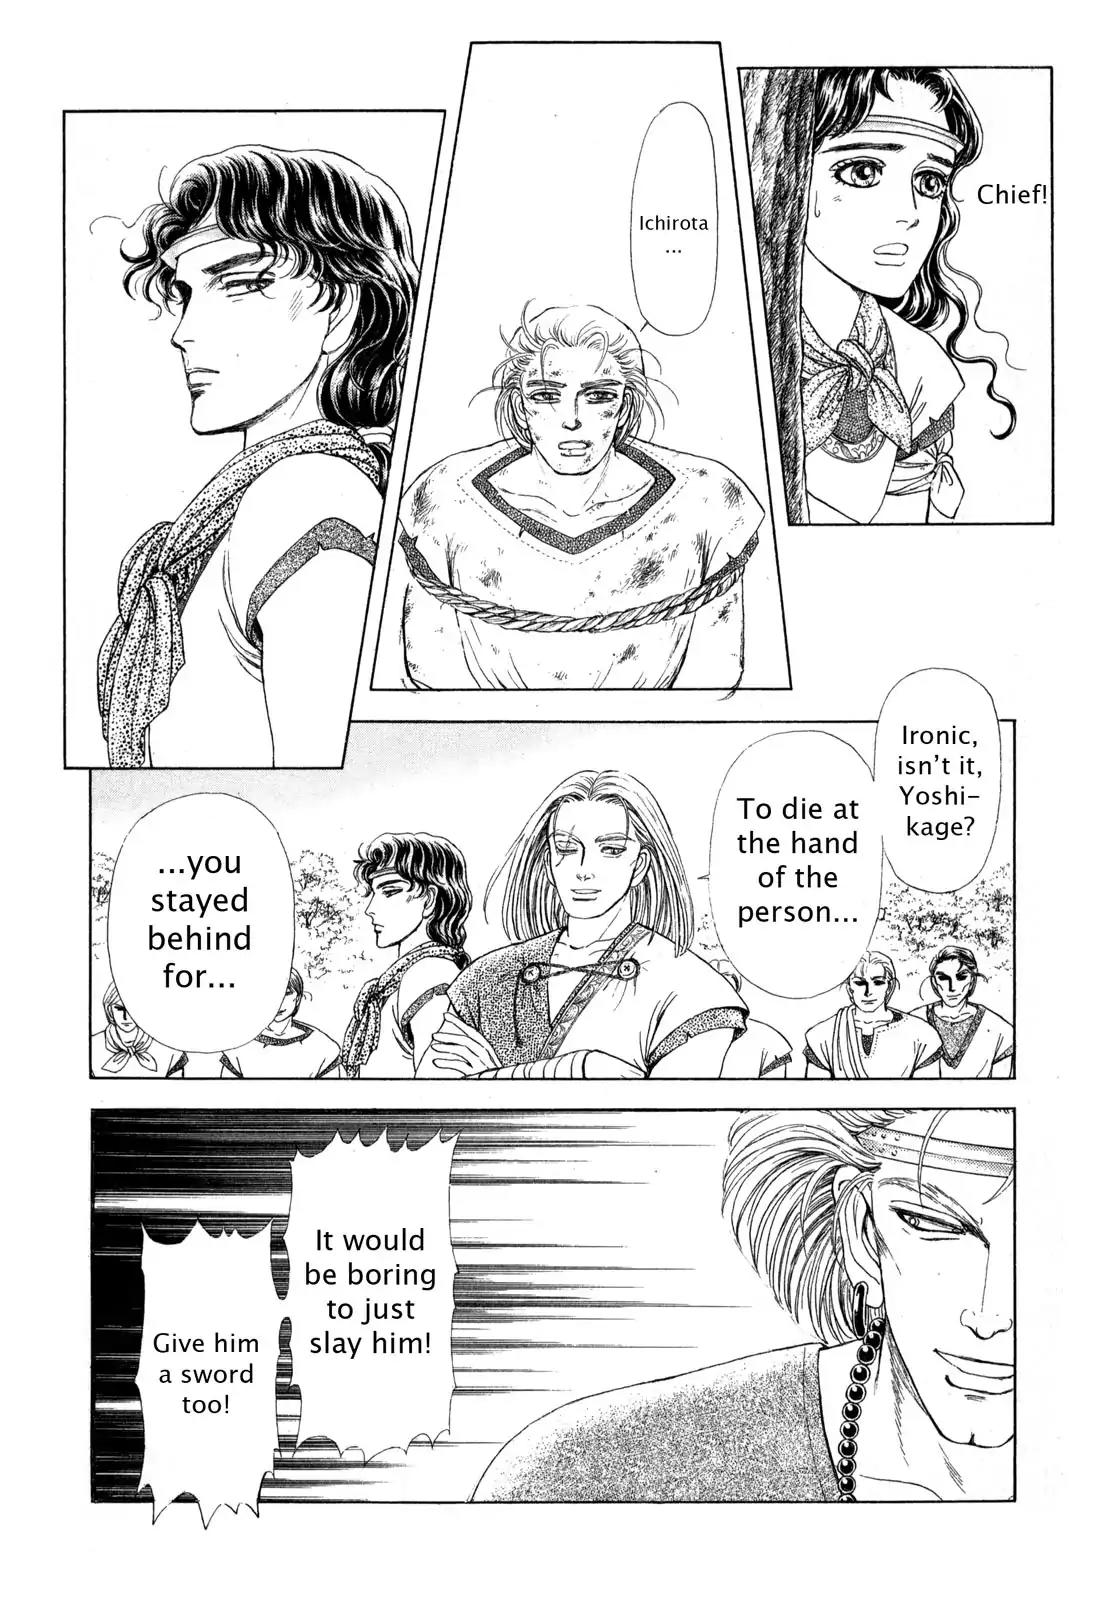 Chief!
Ichirota
...
Ironic,
isn't it,
Yoshi-
kage?
To die at
the hand
of the
person...
...you
stayed
behind
for...
It would
be boring
to just
slay him!
Give him
a sword
too!